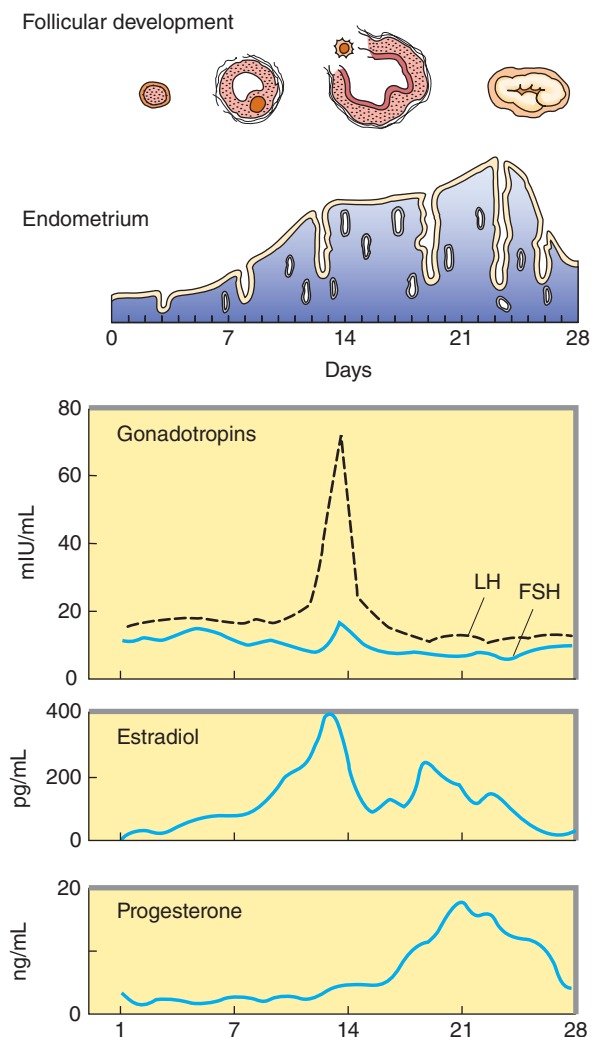 Follicular development
Endometrium
0 7 14 21 28
Days
80
Gonadotropins
60
mIU/mL
40
LH FSH
20
0
400
Estradiol
pg/mL
200
0
20
Progesterone
ng/mL
0
1 7 14 21 28